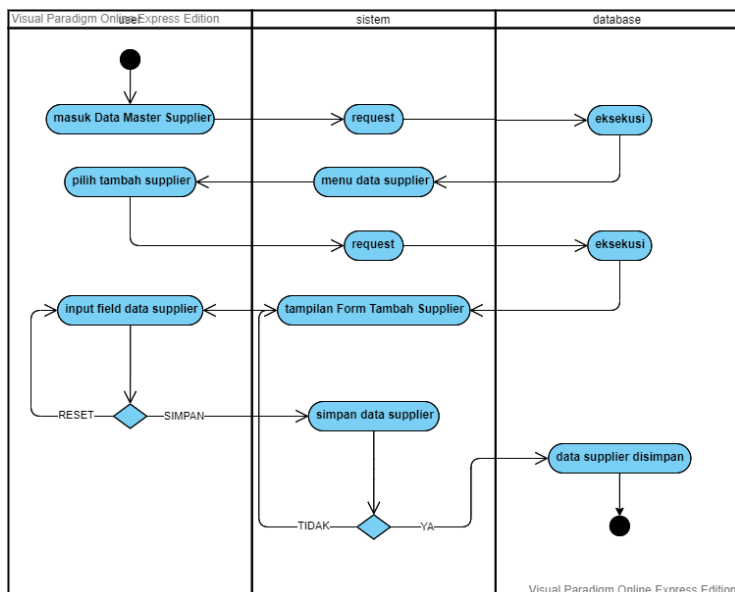 Visual Paradigm Online Express Edition
user
sistem
database
masuk Data Master Supplier
request
eksekusi
pilih tambah supplier
menu data supplier
request
eksekusi
input field data supplier
tampilan Form Tambah Supplier
RESET
SIMPAN
simpan data supplier
data supplier disimpan
TIDAK
YA
Visual Paradigm Online Express Edition